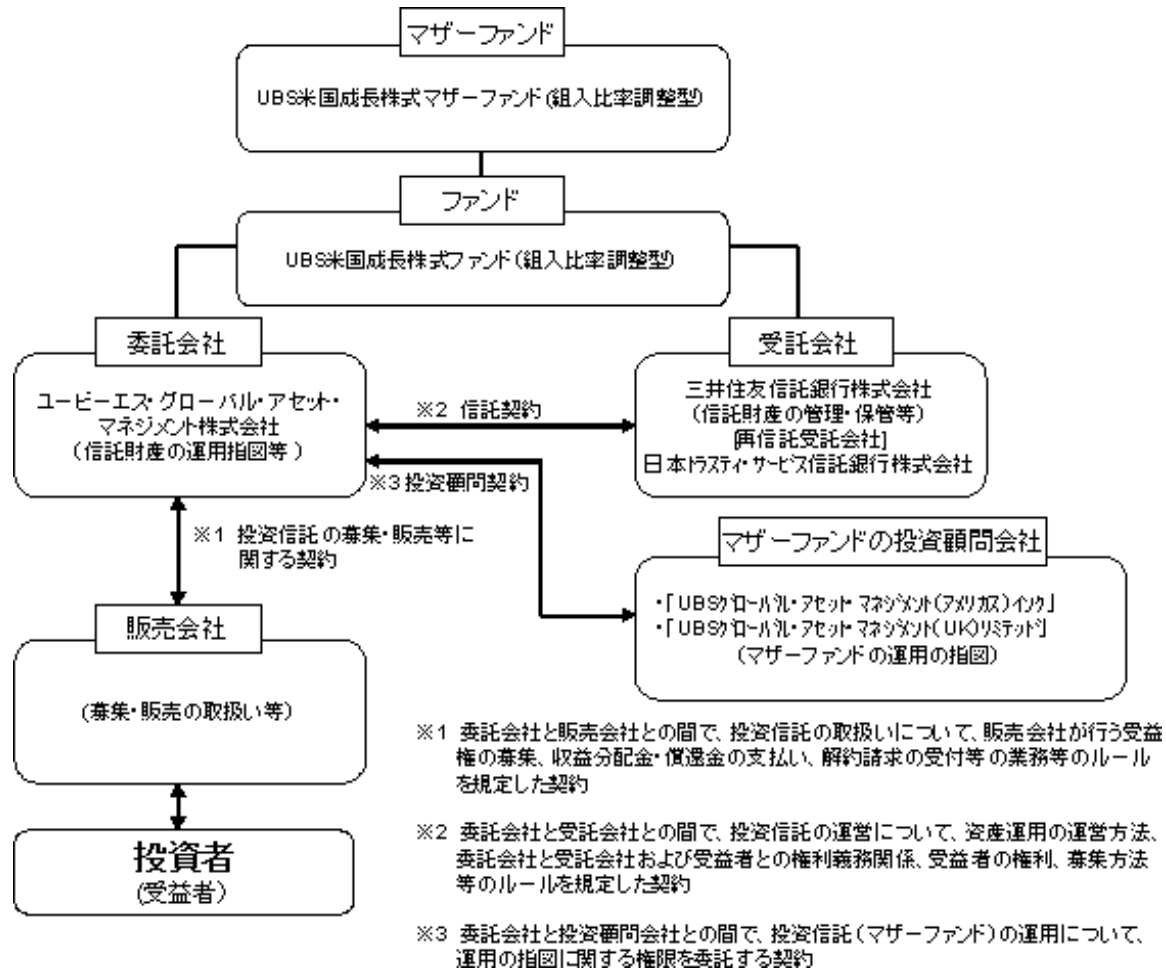 マザーファンド
UBS米国成長株式マザーファンド(組入比率調整型)
ファンド
UBS米国成長株式ファンド(組入比率調整型)
委託会社
ユービーエス・グローバル・アセット・
マネジメント株式会社
(信託財産の運用指図等)
受託会社
三井住友信託銀行株式会社
(信託財産の管理・保管等)
[再信託受託会社]
日本トラスティ・サービス信託銀行株式会社
※2 信託契約
※3 投資顧問契約
※1 投資信託の募集・販売等に
関する契約
マザーファンドの投資顧問会社
・「UBSグローバル・アセット・マネジメント(アメリカス)インク」
・「UBSグローバル・アセット・マネジメント(UK)リミテッド」
(マザーファンドの運用の指図)
販売会社
(募集・販売の取扱い等)
投資者
(受益者)
※1 委託会社と販売会社との間で、投資信託の取扱いについて、販売会社が行う受益
権の募集、収益分配金・償還金の支払い、解約請求の受付等の業務等のルール
を規定した契約
※2 委託会社と受託会社との間で、投資信託の運営について、資産運用の運営方法、
委託会社と受託会社および受益者との権利義務関係、受益者の権利、募集方法
等のルールを規定した契約
※3 委託会社と投資顧問会社との間で、投資信託(マザーファンド)の運用について、
運用の指図に関する権限を委託する契約